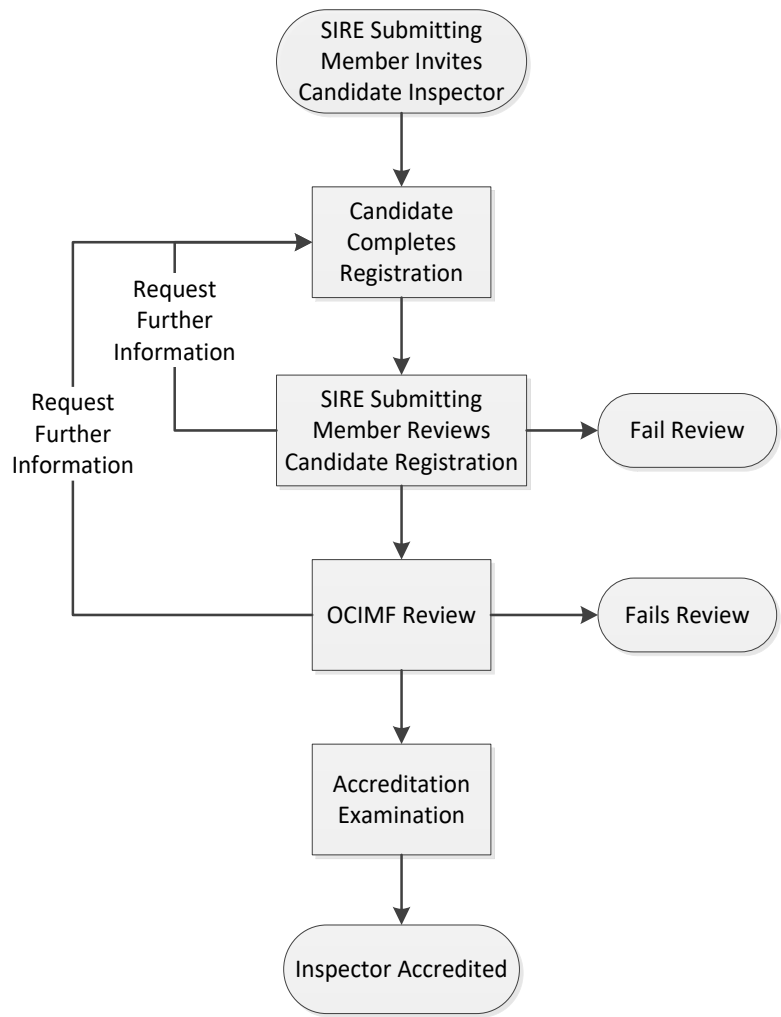 SIRE Submitting
Member Invites
Candidate Inspector
Candidate
Completes
Registration
Request
Further
Information
SIRE Submitting
Member Reviews
Candidate Registration
Fail Review
Request
Further
Information
OCIMF Review
Fails Review
Accreditation
Examination
Inspector Accredited